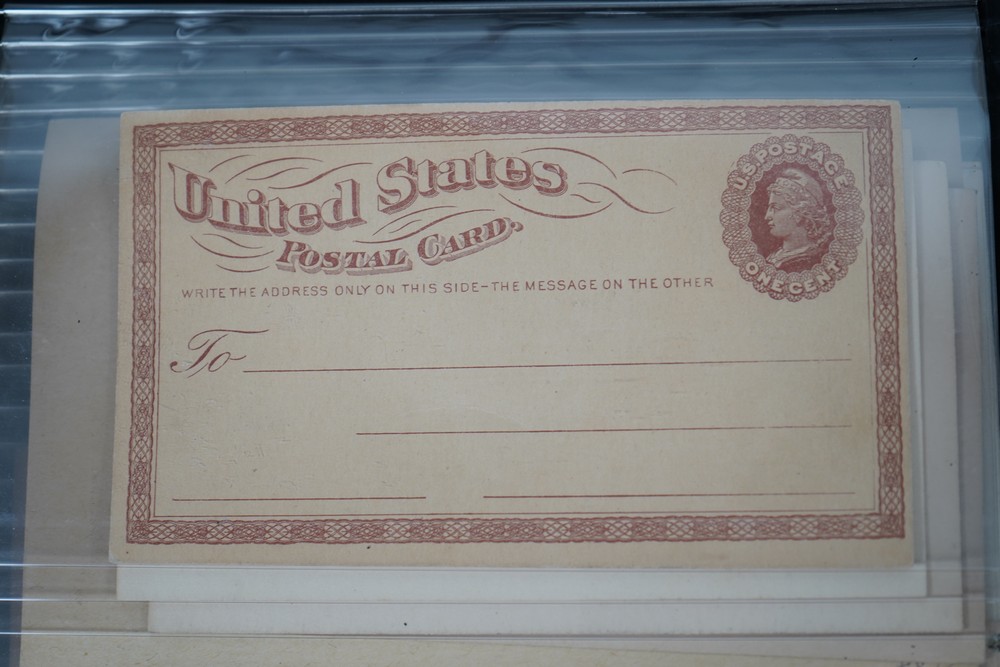 United States
POSTAL CARD.
U.S. POSTAGE
ONE CENT
WRITE THE ADDRESS ONLY ON THIS SIDE-THE MESSAGE ON THE OTHER
To